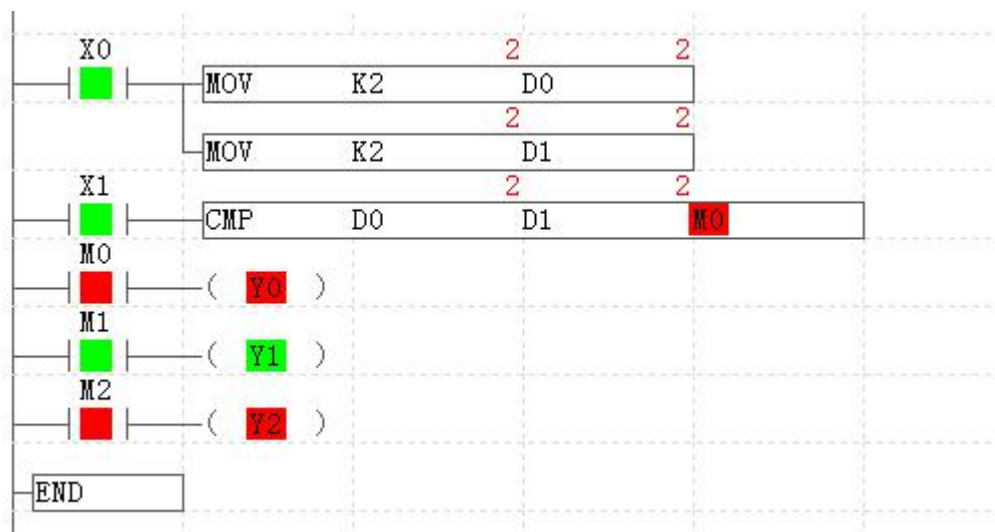 X0
2 2
MOV K2 D0
2 2
MOV K2 D1
X1
2 2
CMP D0 D1 M0
M0
( Y0 )
M1
( Y1 )
M2
( Y2 )
END